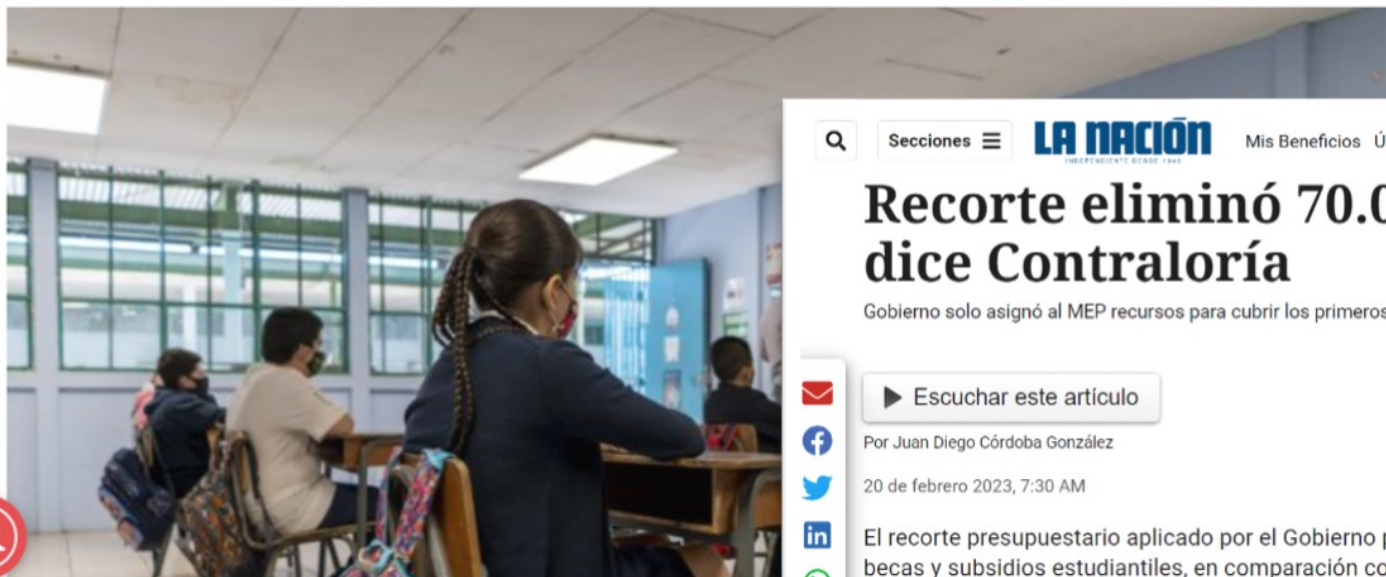 Secciones
LA NACIÓN
Mis Beneficios
INDEPENDIENTE DESDE 1946
Recorte eliminó 70.0
dice Contraloría
Gobierno solo asignó al MEP recursos para cubrir los primeros
Escuchar este artículo
Por Juan Diego Córdoba González
20 de febrero 2023, 7:30 AM
El recorte presupuestario aplicado por el Gobierno p
becas y subsidios estudiantiles, en comparación co